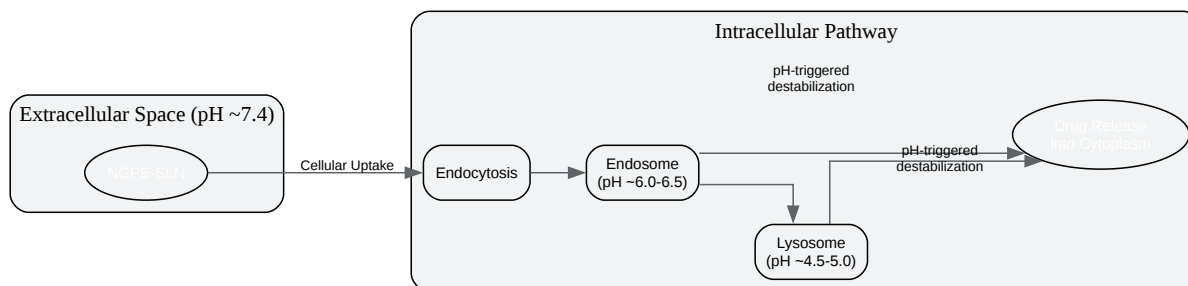 Intracellular Pathway
pH-triggered
destabilization
Extracellular Space (pH ~7.4)
NGPE-SLN
Cellular Uptake
Endocytosis
Endosome
(pH ~6.0-6.5)
pH-triggered
destabilization
Drug Release
into Cytoplasm
Lysosome
(pH ~4.5-5.0)